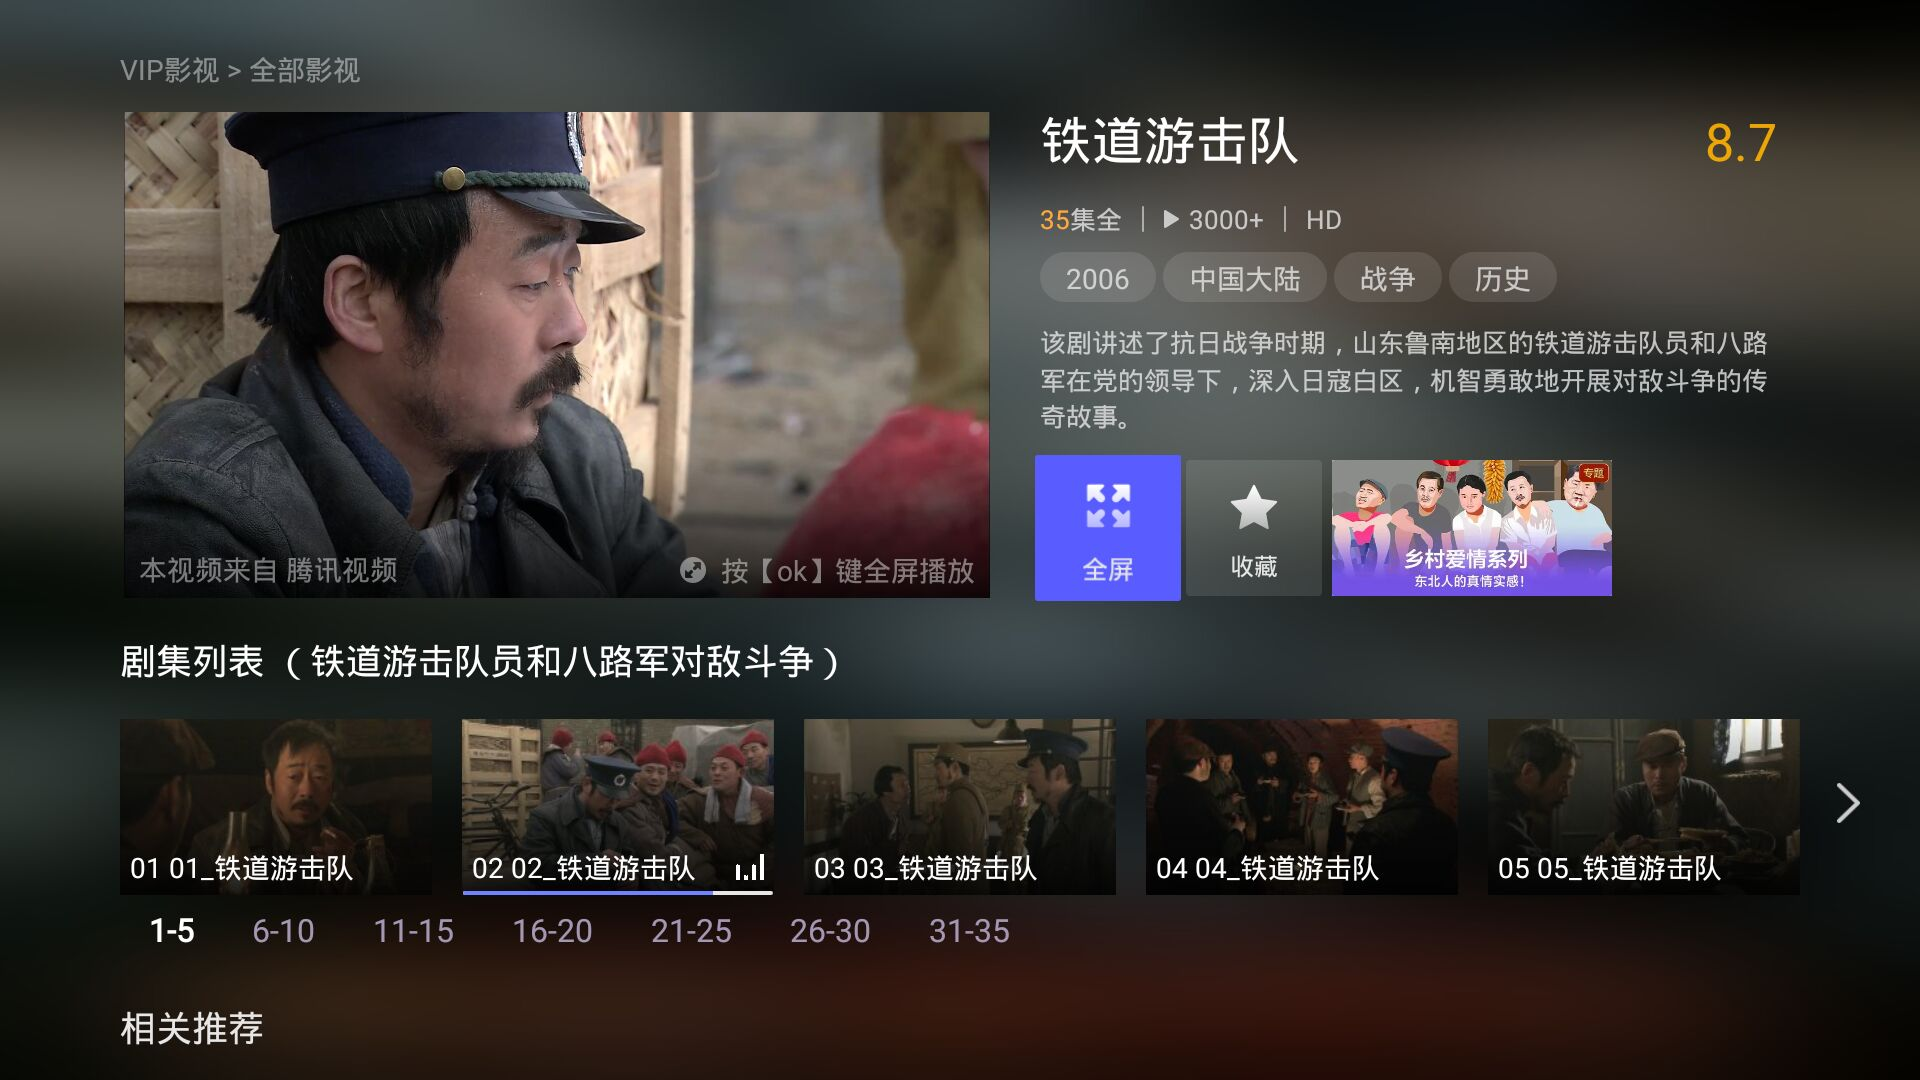 VIP影视 > 全部影视
铁道游击队
8.7
35集全 | 3000+ | HD
2006 中国大陆 战争 历史
该剧讲述了抗日战争时期，山东鲁南地区的铁道游击队员和八路
军在党的领导下，深入日寇白区，机智勇敢地开展对敌斗争的传
奇故事。
本视频来自 腾讯视频
按【ok】键全屏播放
全屏
收藏
专题
乡村爱情系列
东北人的真情实感!
剧集列表（铁道游击队员和八路军对敌斗争）
01 01_铁道游击队
02 02_铁道游击队
03 03_铁道游击队
04 04_铁道游击队
05 05_铁道游击队
1-5 6-10 11-15 16-20 21-25 26-30 31-35
相关推荐